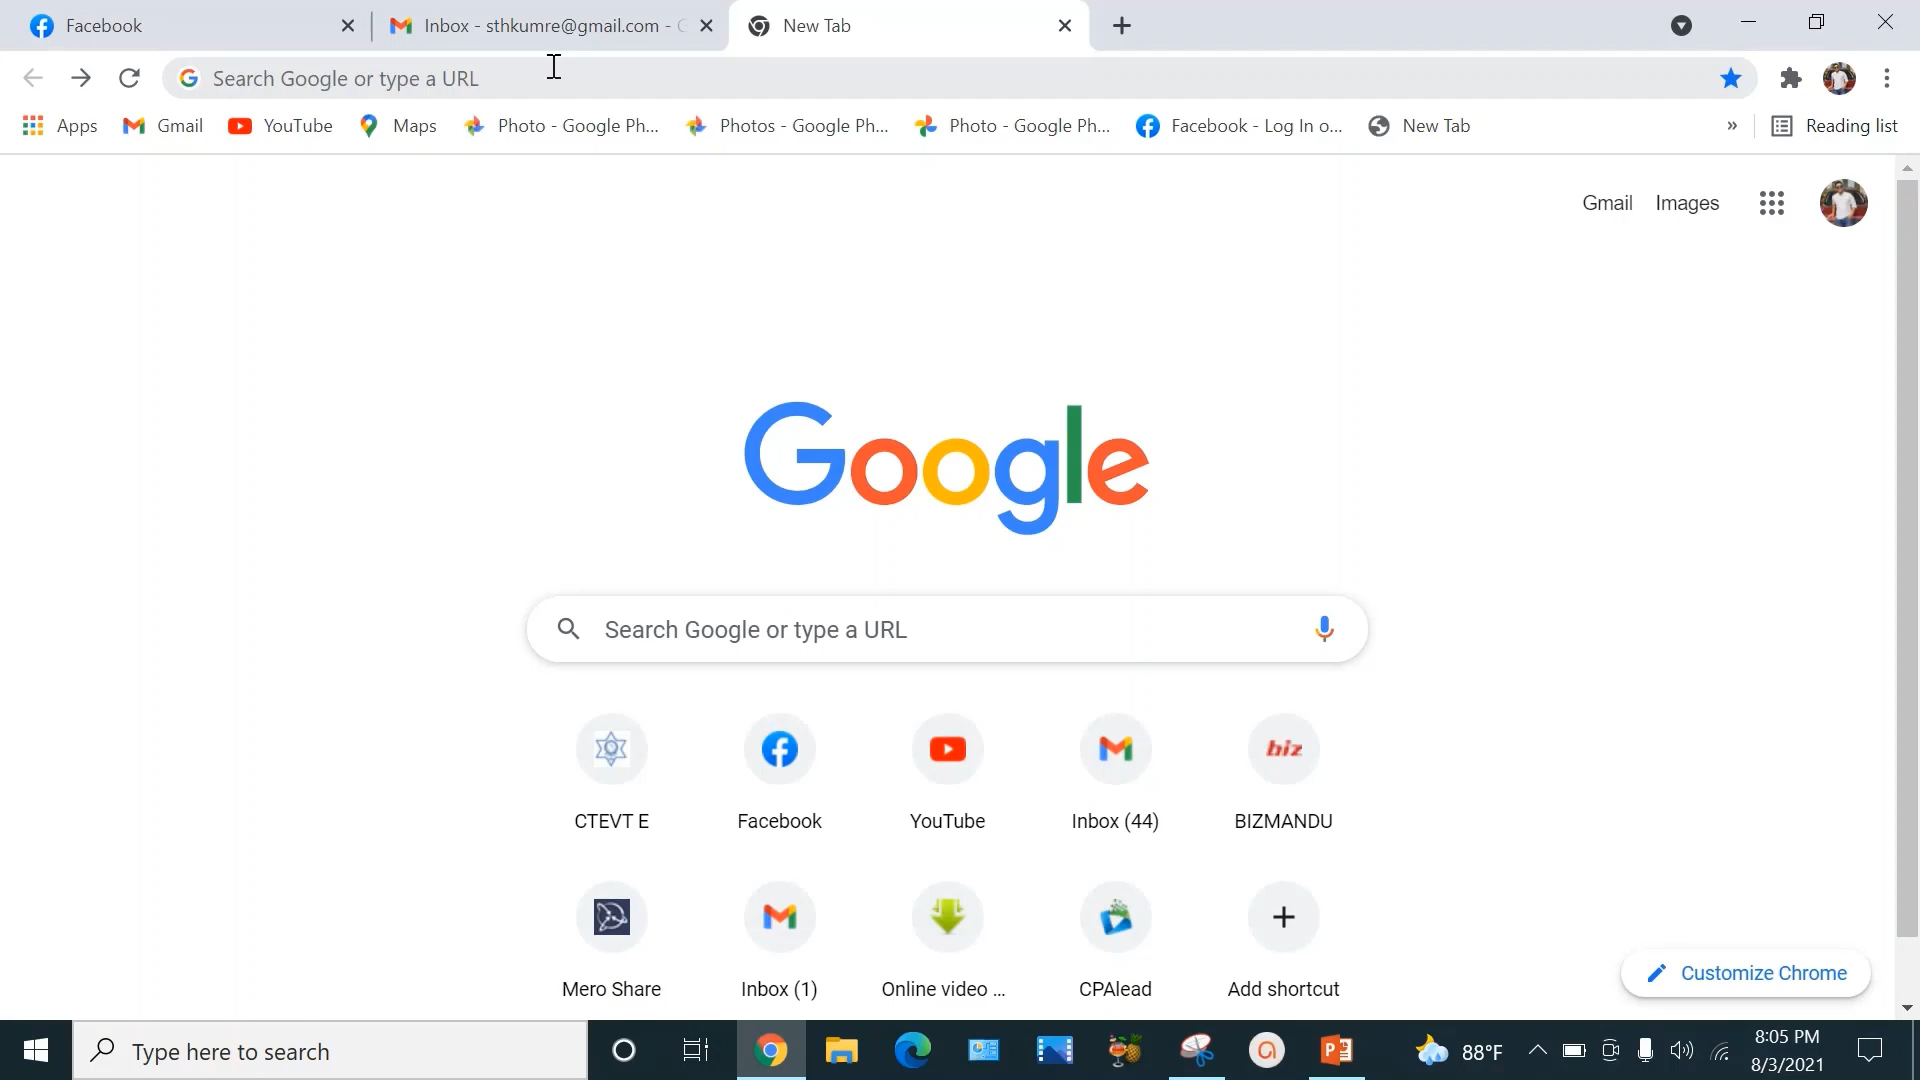 Facebook
Inbox - sthkumre@gmail.com - G
New Tab
Search Google or type a URL
Apps
Gmail
YouTube
Maps
Photo - Google Ph...
Photos - Google Ph...
Photo - Google Ph...
Facebook - Log In o...
New Tab
»
Reading list
Gmail
Images
Google
Search Google or type a URL
CTEVT E
Facebook
YouTube
Inbox (44)
biz
BIZMANDU
Mero Share
Inbox (1)
Online video ...
CPAlead
Add shortcut
Customize Chrome
Type here to search
88°F
8:05 PM
8/3/2021